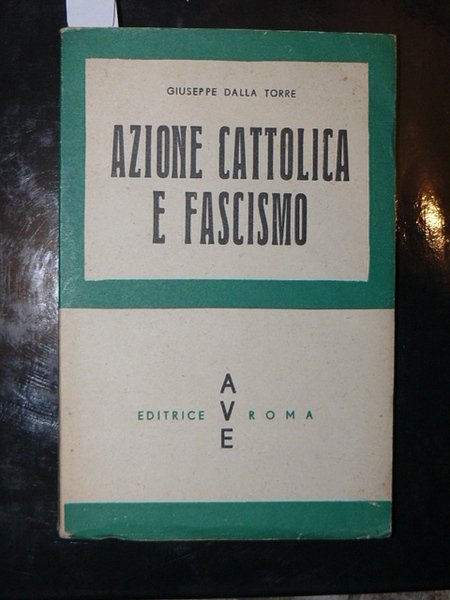 GIUSEPPE DALLA TORRE
AZIONE CATTOLICA
E FASCISMO
A
EDITRICE V ROMA
E